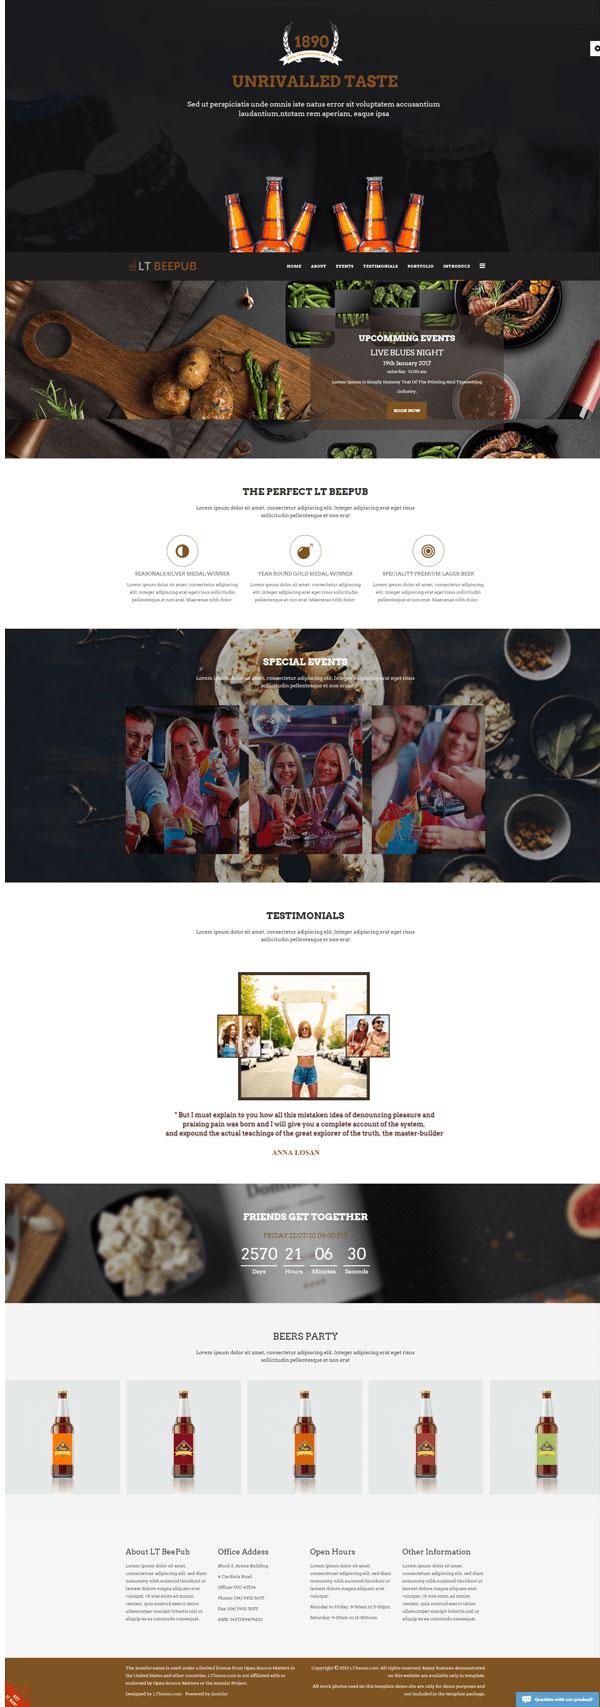 1890
UNRIVALLED TASTE
Sed ut perspiciatis unde omnis iste natus error sit voluptatem accusantium
laudantium,ntotam rem aperiam, eaque ipsa
LT BEEPUB
HOME ABOUT EVENTS TESTIMONIALS PORTFOLIO INTRODUCE
UPCOMMING EVENTS
LIVE BLUES NIGHT
19th January 2017
saturday- 12.00 am
Lorem Ipsum Is Simply Dummy Text Of The Printing And Typesetting
Industry.
BOOK NOW
THE PERFECT LT BEEPUB
Lorem ipsum dolor sit amet, consectetur adipiscing elit. Integer adipiscing erat eget risus
sollicitudin pellentesque et non erat
SEASONALS SILVER MEDAL WINNER
Lorem ipsum dolor sit amet, consectetur adipiscing
elit. Integer adipiscing erat eget risus sollicitudin
pellentesque et non erat. Maecenas nibh dolor.
YEAR ROUND GOLD MEDAL WINNER
Lorem ipsum dolor sit amet, consectetur adipiscing
elit. Integer adipiscing erat eget risus sollicitudin
pellentesque et non erat. Maecenas nibh dolor.
SPECIALITY PREMIUM LAGER BEER
Lorem ipsum dolor sit amet, consectetur adipiscing
elit. Integer adipiscing erat eget risus sollicitudin
pellentesque et non erat. Maecenas nibh dolor.
SPECIAL EVENTS
Lorem ipsum dolor sit amet, consectetur adipiscing elit. Integer adipiscing erat eget risus
sollicitudin pellentesque et non erat
TESTIMONIALS
Lorem ipsum dolor sit amet, consectetur adipiscing elit. Integer adipiscing erat eget risus
sollicitudin pellentesque et non erat
" But I must explain to you how all this mistaken idea of denouncing pleasure and
praising pain was born and I will give you a complete account of the system,
and expound the actual teachings of the great explorer of the truth, the master-builder
ANNA LOSAN
FRIENDS GET TOGETHER
FRIDAY 22/07/20 09:00 PM
2570 21 06 30
Days Hours Minutes Seconds
BEERS PARTY
Lorem ipsum dolor sit amet, consectetur adipiscing elit. Integer adipiscing erat eget risus
sollicitudin pellentesque et non erat
About LT BeePub
Lorem ipsum dolor sit amet,
consectetuer adipiscing elit, sed diam
nonummy nibh euismod tincidunt ut
laoreet dolore magna aliquam erat
volutpat. Ut wisi enim ad minim
veniam, quis nostrud exerci tation
ullamcorper suscipit lobortis nisl ut
aliquip ex ea commodo consequat.
Office Addess
Block 2, Arena Building
4 Cardinia Road
Officer VIC 43504
Phone: (04) 5932 5077
Fax: (04) 5932 5077
Open Hours
Lorem ipsum dolor sit amet,
consectetuer adipiscing elit, sed diam
nonummy nibh euismod tincidunt ut
laoreet dolore magna aliquam erat
volutpat.
Monday to Friday: 9-00am to 5-00pm
Saturday: 9-00am to 12-00noon
Other Information
Lorem ipsum dolor sit amet,
consectetuer adipiscing elit, sed diam
nonummy nibh euismod tincidunt ut
laoreet dolore magna aliquam erat
volutpat. Ut wisi enim ad minim
veniam, quis nostrud exerci tation
ullamcorper suscipit lobortis nisl ut
aliquip ex ea commodo consequat.
The Joomla! name is used under a limited license from Open Source Matters in
the United States and other countries. LTheme.com is not affiliated with or
endorsed by Open Source Matters or the Joomla! Project.
Designed by LTheme.com - Powered by Joomla!
Copyright © 2013 LTheme.com. All rights reserved. Many features demonstrated
on this website are available only in template.
All stock photos used on this template demo site are only for demo purposes and
not included in the template package.
Question with our product?